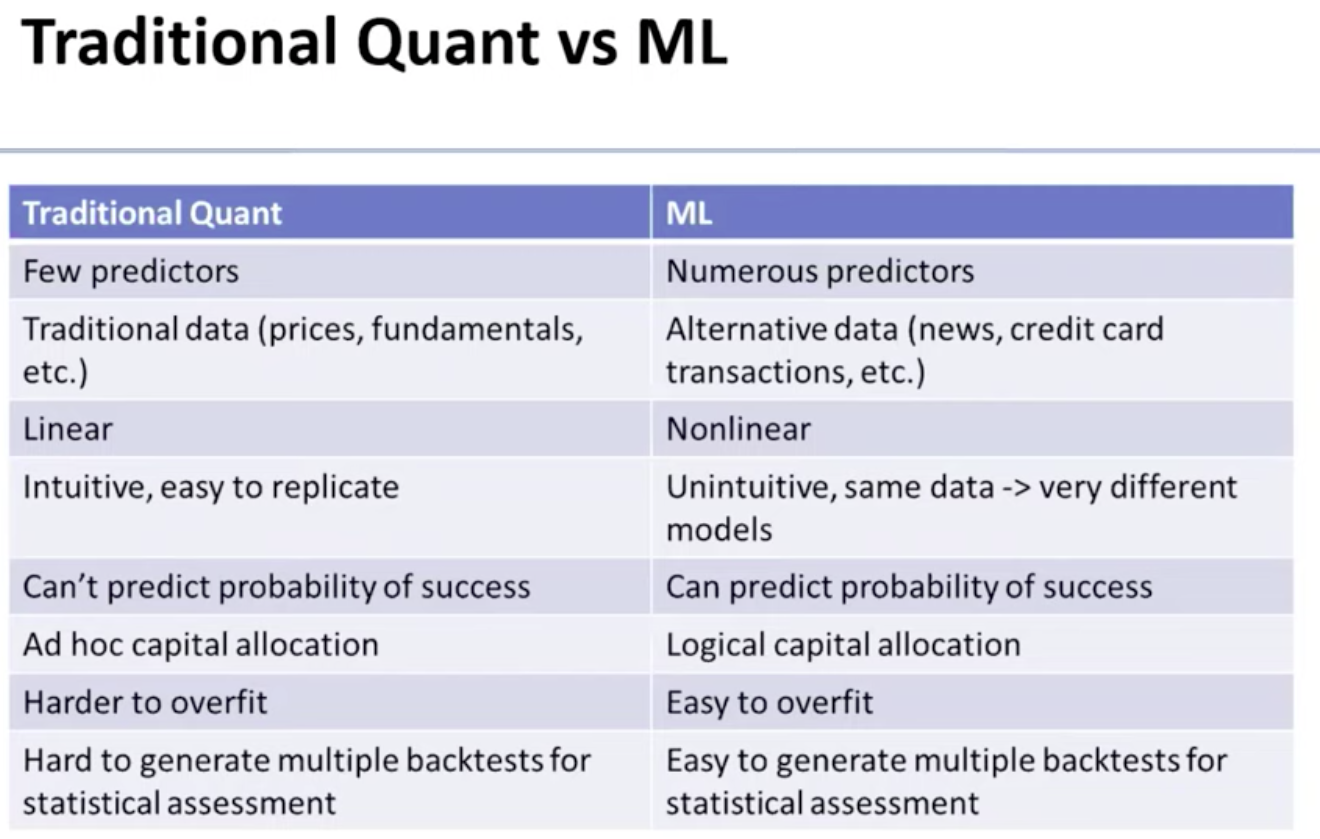 Traditional Quant vs ML
Traditional Quant
ML
Few predictors
Numerous predictors
Traditional data (prices, fundamentals,
etc.)
Alternative data (news, credit card
transactions, etc.)
Linear
Nonlinear
Intuitive, easy to replicate
Unintuitive, same data -> very different
models
Can’t predict probability of success
Can predict probability of success
Ad hoc capital allocation
Logical capital allocation
Harder to overfit
Easy to overfit
Hard to generate multiple backtests for
statistical assessment
Easy to generate multiple backtests for
statistical assessment